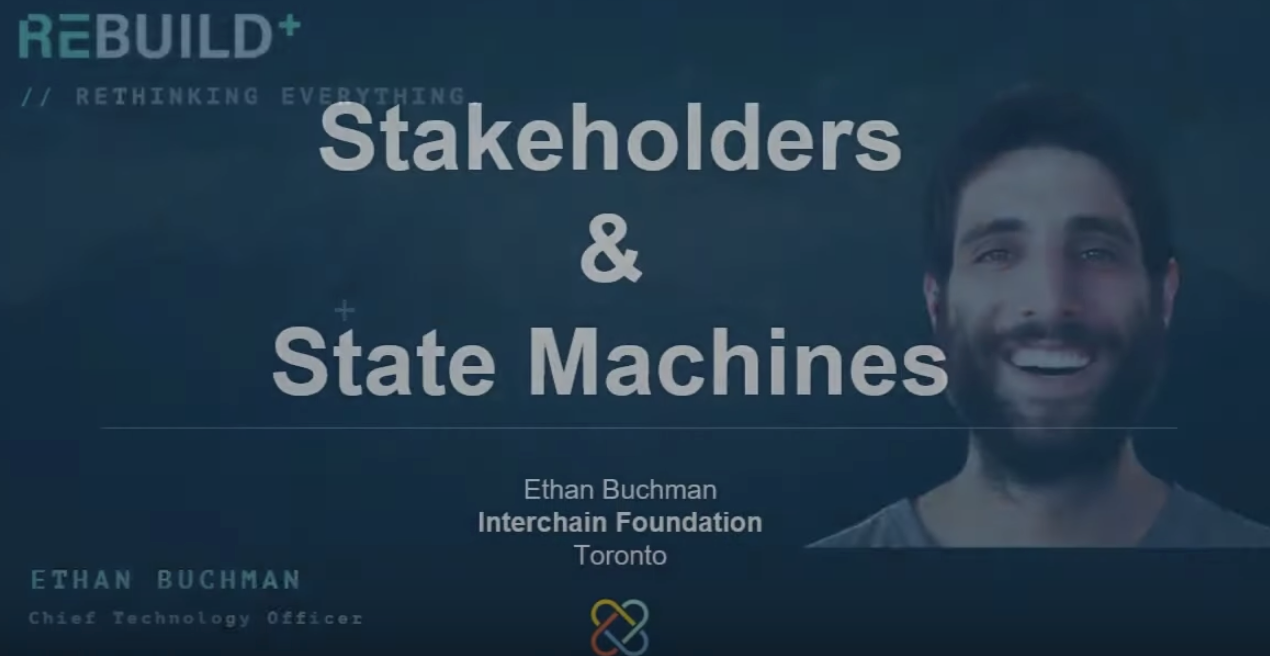 REBUILD+
// RETHINKING EVERYTHING
Stakeholders
&
State Machines
Ethan Buchman
Interchain Foundation
Toronto
ETHAN BUCHMAN
Chief Technology Officer